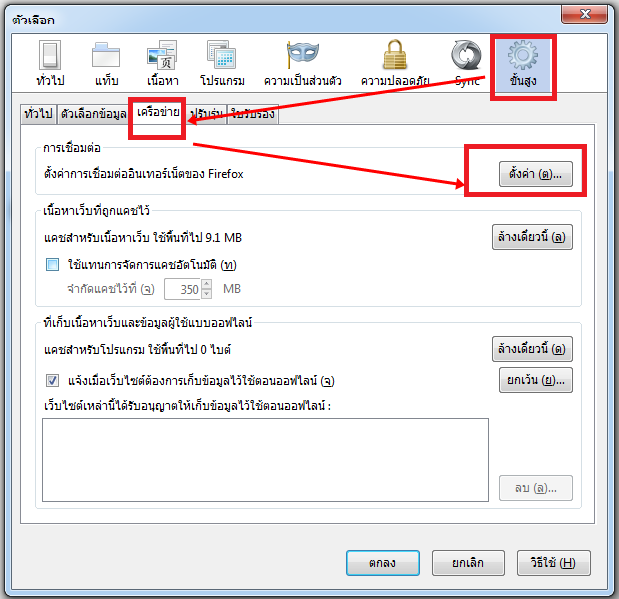 ตัวเลือก
ทั่วไป แท็บ เนื้อหา โปรแกรม ความเป็นส่วนตัว ความปลอดภัย Sync ขั้นสูง
ทั่วไป ตัวเลือกข้อมูล เครือข่าย ปรับรุ่น ใบรับรอง
การเชื่อมต่อ
ตั้งค่าการเชื่อมต่ออินเทอร์เน็ตของ Firefox ตั้งค่า (ต)...
เนื้อหาเว็บที่ถูกแคชไว้
แคชสำหรับเนื้อหาเว็บ ใช้พื้นที่ไป 9.1 MB ล้างเดี๋ยวนี้ (ล)
ใช้แทนการจัดการแคชอัตโนมัติ (ท)
จำกัดแคชไว้ที่ (จ) 350 MB
ที่เก็บเนื้อหาเว็บและข้อมูลผู้ใช้แบบออฟไลน์
แคชสำหรับโปรแกรม ใช้พื้นที่ไป 0 ไบต์ ล้างเดี๋ยวนี้ (ด)
แจ้งเมื่อเว็บไซต์ต้องการเก็บข้อมูลไว้ใช้ตอนออฟไลน์ (จ) ยกเว้น (ย)...
เว็บไซต์เหล่านี้ได้รับอนุญาตให้เก็บข้อมูลไว้ใช้ตอนออฟไลน์ :
ลบ (ล)...
ตกลง ยกเลิก วิธีใช้ (H)